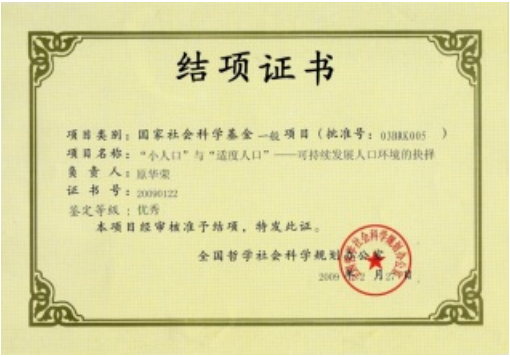 结项证书
项目类别：国家社会科学基金一般项目（批准号：03BRK005 ）
项目名称：“小人口”与“适度人口”——可持续发展人口环境的抉择
负责人：原华荣
证书号：20090122
鉴定等级：优秀
本项目经审核准予结项，特发此证。
全国哲学社会科学规划办公室
2009年2月27日